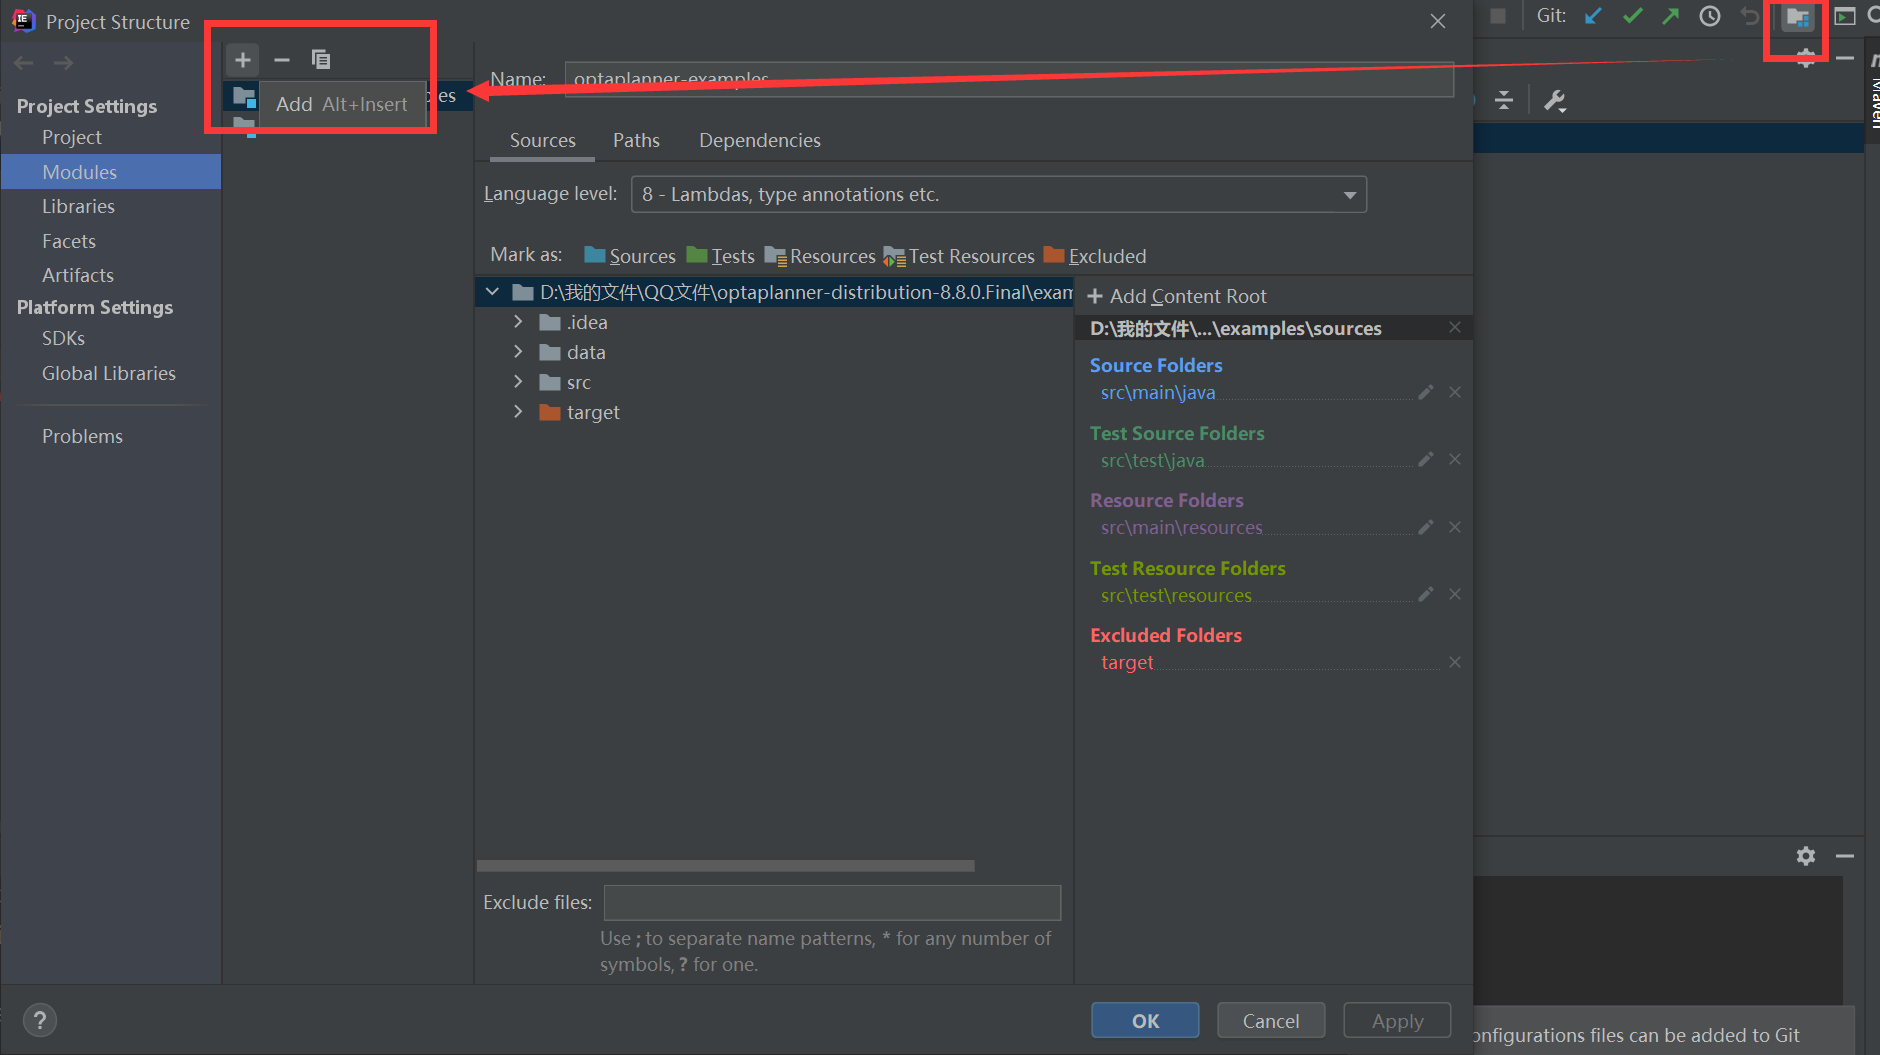 Project Structure
Git:
Add Alt+Insert
Name: optaplanner-examples
Project Settings
Project
Modules
Libraries
Facets
Artifacts
Platform Settings
SDKs
Global Libraries
Problems
Sources Paths Dependencies
Language level: 8 - Lambdas, type annotations etc.
Mark as: Sources Tests Resources Test Resources Excluded
D:\我的文件\QQ文件\optaplanner-distribution-8.8.0.Final\exam
.idea
data
src
target
Add Content Root
D:\我的文件\...\examples\sources
Source Folders
src\main\java
Test Source Folders
src\test\java
Resource Folders
src\main\resources
Test Resource Folders
src\test\resources
Excluded Folders
target
Exclude files:
Use ; to separate name patterns, * for any number of
symbols, ? for one.
?
OK Cancel Apply
onfigurations files can be added to Git
Maven